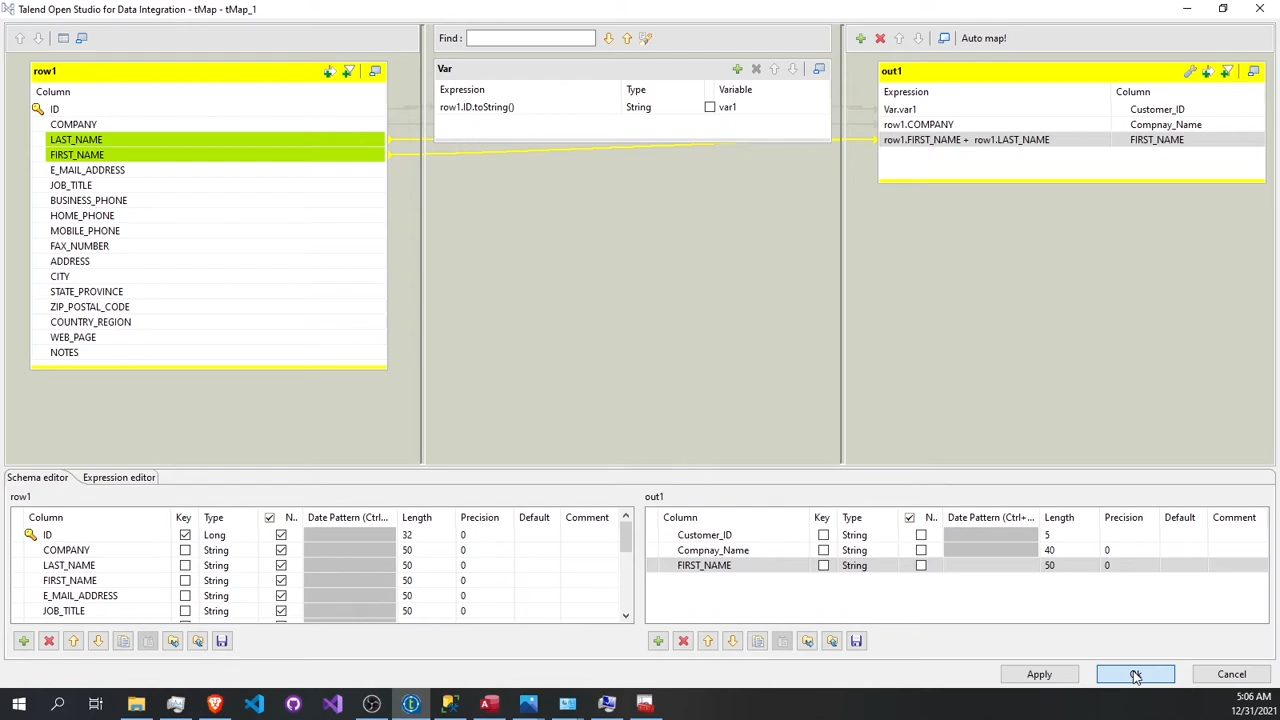 Talend Open Studio for Data Integration - tMap - tMap_1
Find :
Auto map!
row1
Column
ID
COMPANY
LAST_NAME
FIRST_NAME
E_MAIL_ADDRESS
JOB_TITLE
BUSINESS_PHONE
HOME_PHONE
MOBILE_PHONE
FAX_NUMBER
ADDRESS
CITY
STATE_PROVINCE
ZIP_POSTAL_CODE
COUNTRY_REGION
WEB_PAGE
NOTES
Var
Expression Type Variable
row1.ID.toString() String var1
out1
Expression Column
Var.var1 Customer_ID
row1.COMPANY Compnay_Name
row1.FIRST_NAME + row1.LAST_NAME FIRST_NAME
Schema editor Expression editor
row1
Column Key Type N.. Date Pattern (Ctrl... Length Precision Default Comment
ID Long 32 0
COMPANY String 50 0
LAST_NAME String 50 0
FIRST_NAME String 50 0
E_MAIL_ADDRESS String 50 0
JOB_TITLE String 50 0
out1
Column Key Type N.. Date Pattern (Ctrl+... Length Precision Default Comment
Customer_ID String 5
Compnay_Name String 40 0
FIRST_NAME String 50 0
Apply Cancel
5:06 AM
12/31/2021